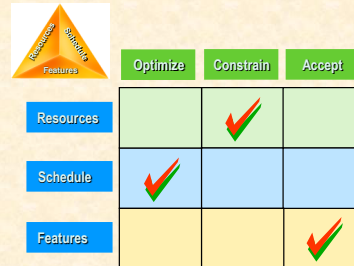 Resources
Schedule
Features
Optimize
Constrain
Accept
Resources
Schedule
Features